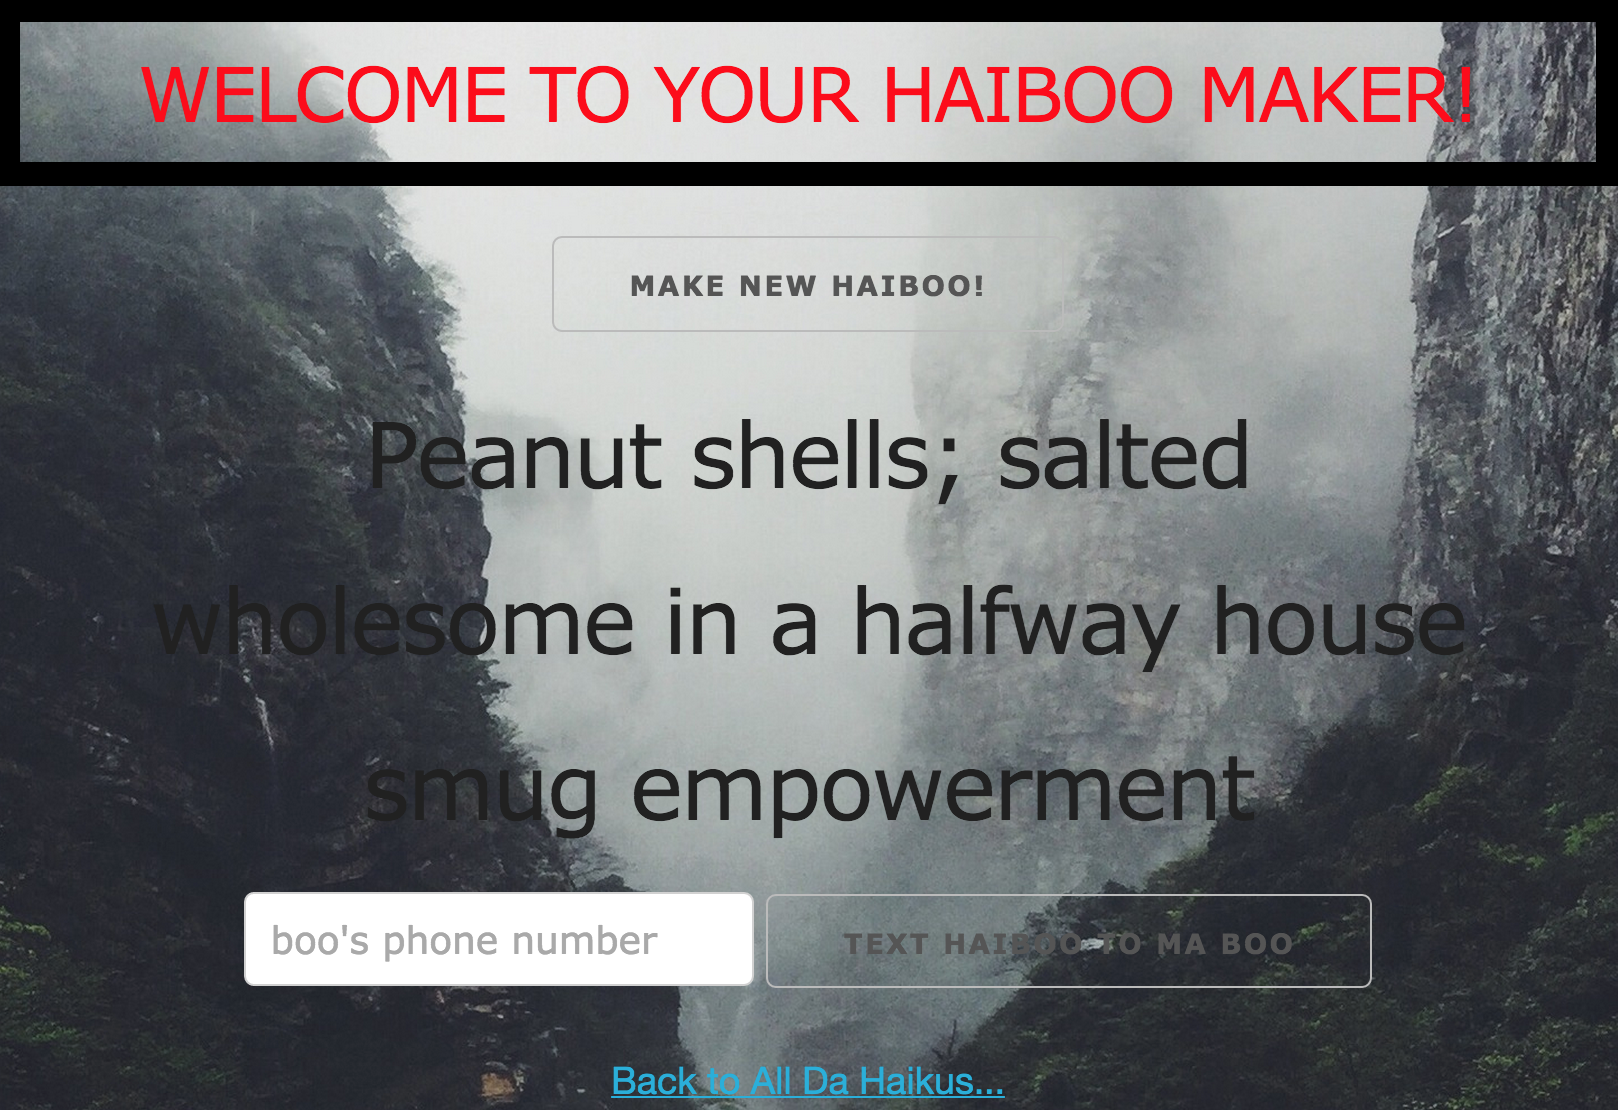 WELCOME TO YOUR HAIBOO MAKER!
MAKE NEW HAIBOO!
Peanut shells; salted
wholesome in a halfway house
smug empowerment
boo's phone number
TEXT HAIBOO TO MA BOO
Back to All Da Haikus...